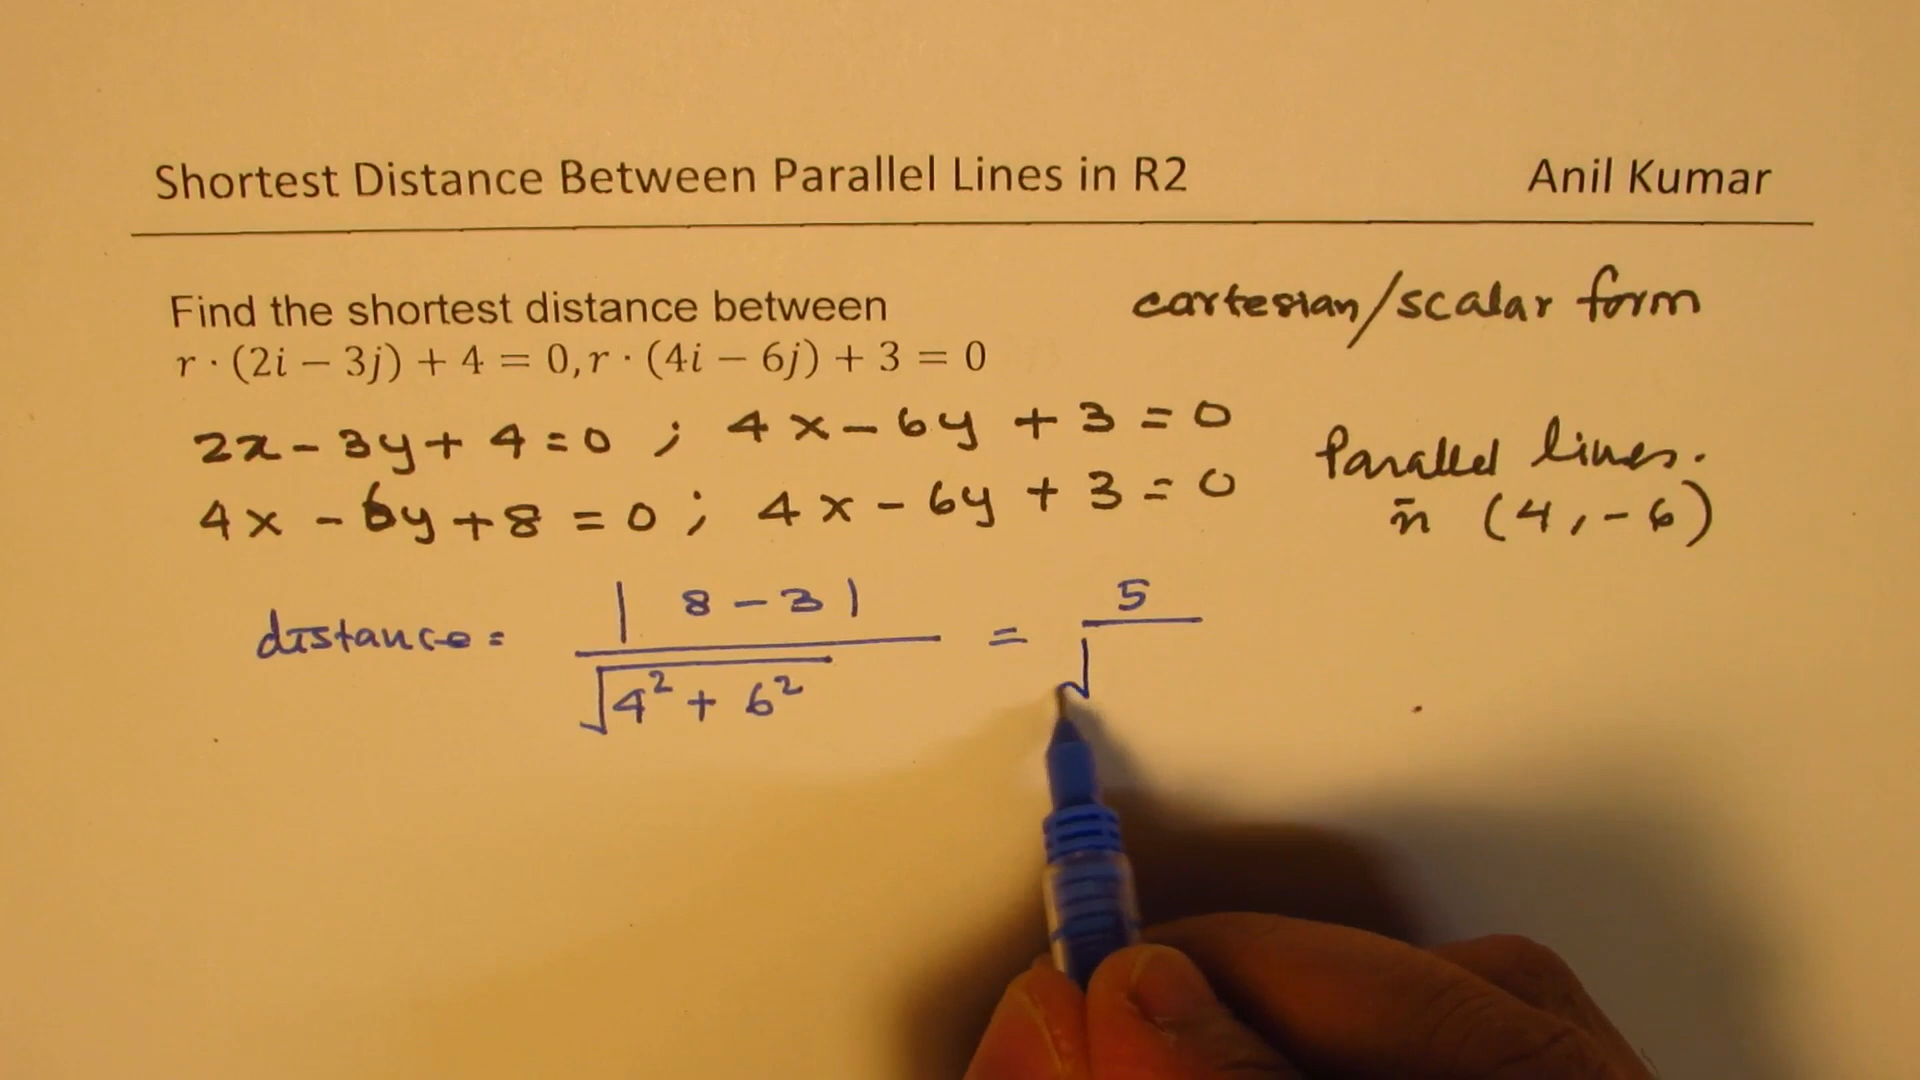 Shortest Distance Between Parallel Lines in R2 Anil Kumar
Find the shortest distance between
r · (2i − 3j) + 4 = 0, r · (4i − 6j) + 3 = 0
cartesian/scalar form
2x − 3y + 4 = 0 ; 4x − 6y + 3 = 0
4x − 6y + 8 = 0 ; 4x − 6y + 3 = 0
Parallel lines.
n̄ (4, −6)
distance = | 8 − 3 | / √4² + 6² = 5 / √